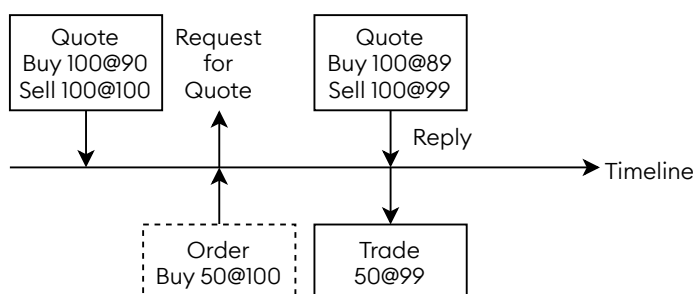 Quote
Buy 100@90
Sell 100@100
Request
for
Quote
Quote
Buy 100@89
Sell 100@99
Reply
Timeline
Order
Buy 50@100
Trade
50@99